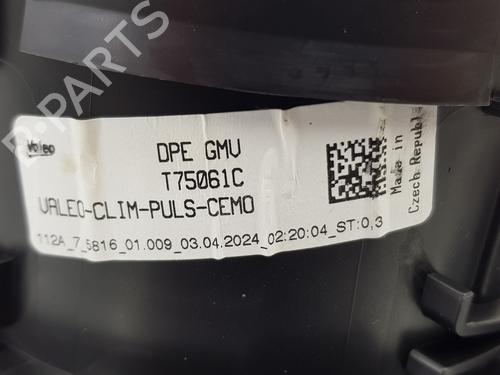 B-PARTS
Valeo
DPE GMV
T75061C
VALEO-CLIM-PULS-CEMO
112A_7_5816_01.009_03.04.2024_02:20:04_ST:0,3
Made in
Czech Republ